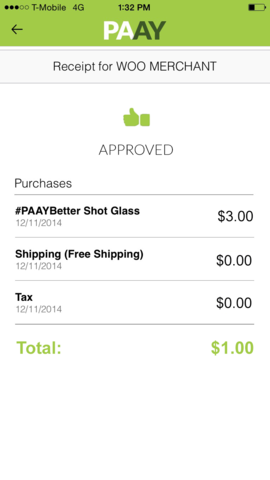 T-Mobile 4G 1:32 PM
PAAY
Receipt for WOO MERCHANT
APPROVED
Purchases
#PAAYBetter Shot Glass $3.00
12/11/2014
Shipping (Free Shipping) $0.00
12/11/2014
Tax $0.00
12/11/2014
Total: $1.00